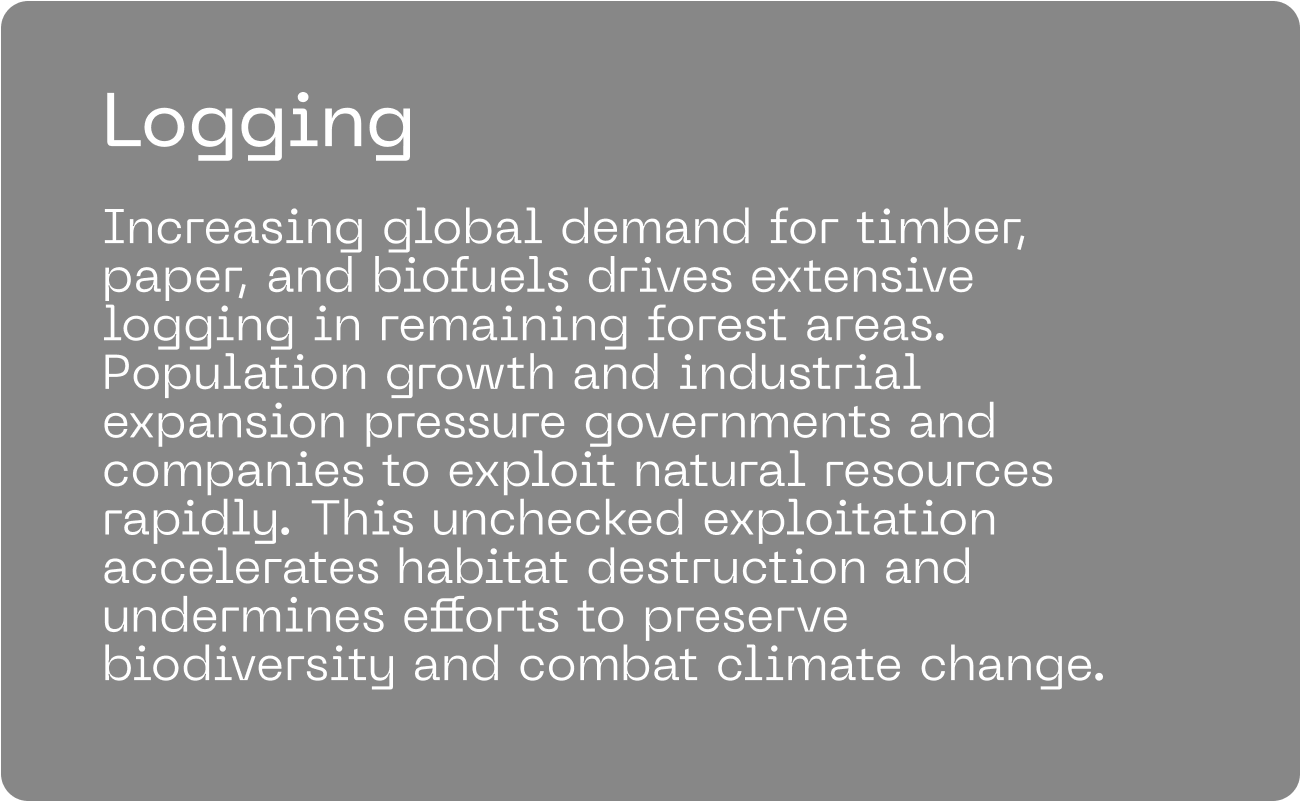 Logging
Increasing global demand for timber,
paper, and biofuels drives extensive
logging in remaining forest areas.
Population growth and industrial
expansion pressure governments and
companies to exploit natural resources
rapidly. This unchecked exploitation
accelerates habitat destruction and
undermines efforts to preserve
biodiversity and combat climate change.